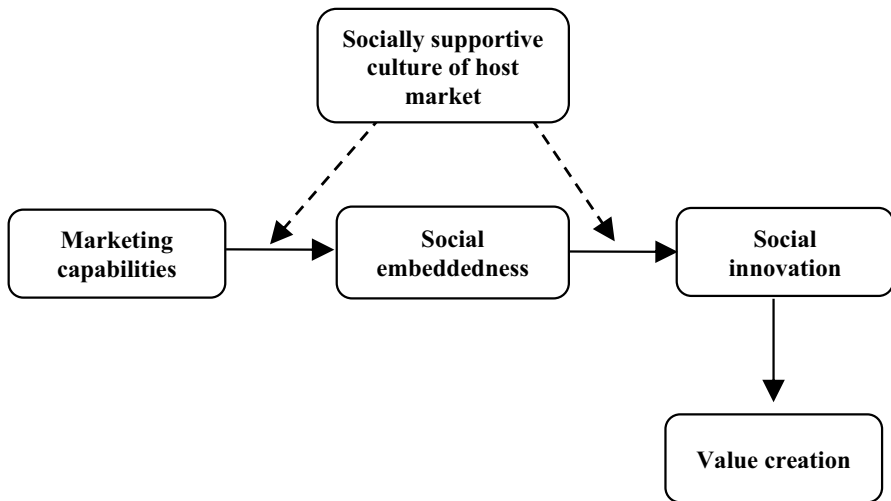 Socially supportive
culture of host
market
Marketing
capabilities
Social
embeddedness
Social
innovation
Value creation